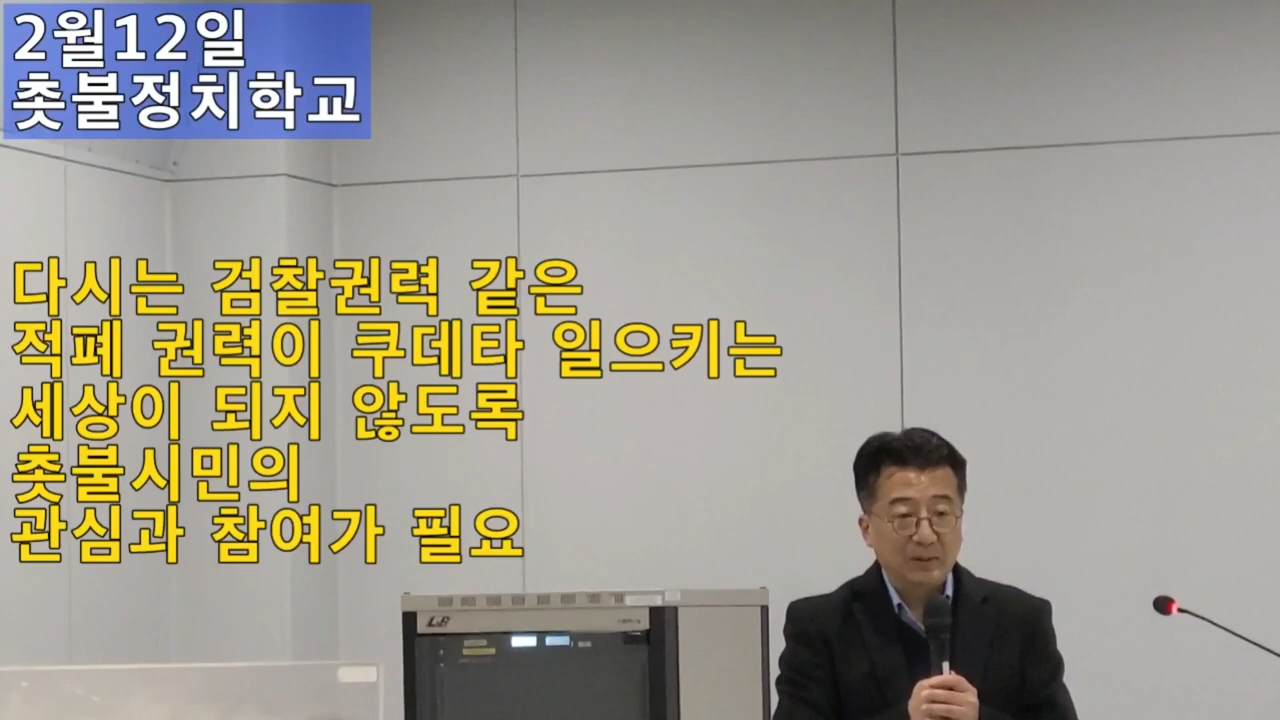 2월12일
촛불정치학교
다시는 검찰권력 같은
적폐 권력이 쿠데타 일으키는
세상이 되지 않도록
촛불시민의
관심과 참여가 필요